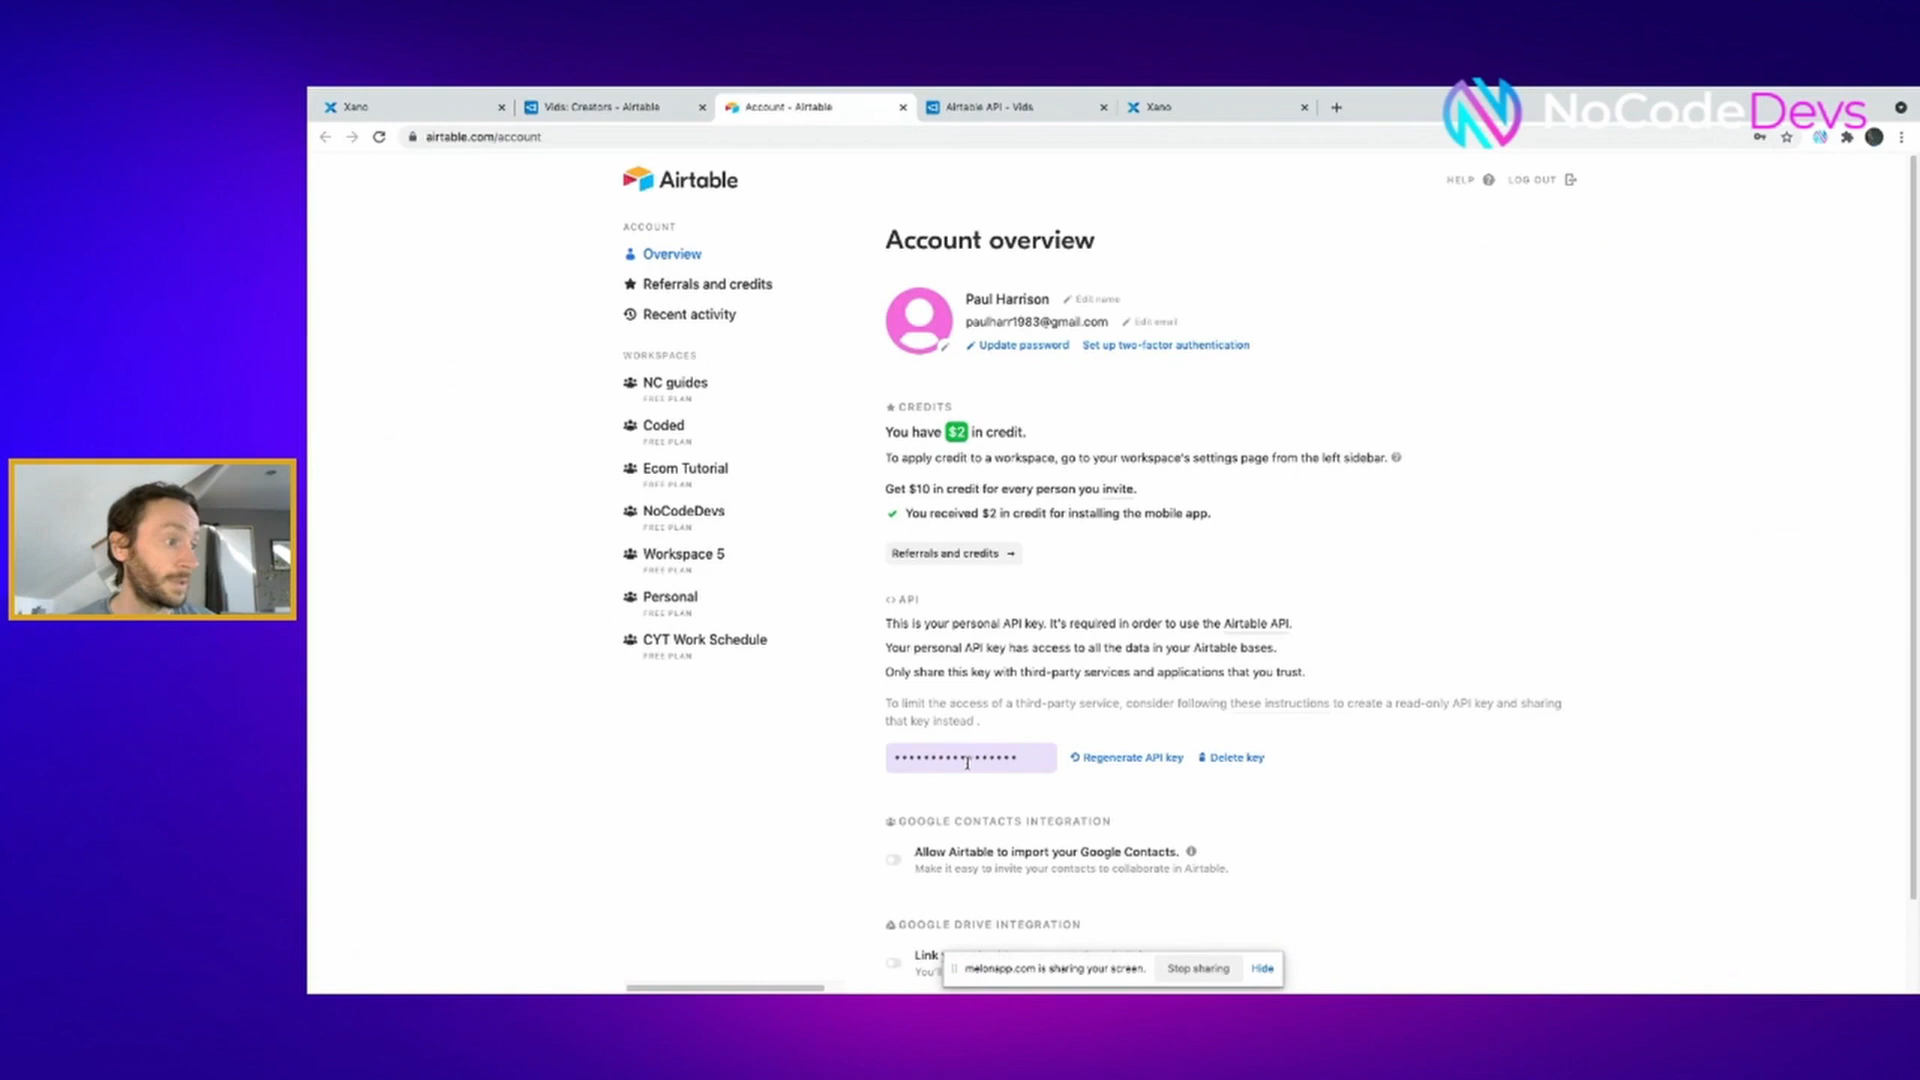 Xano
Vids: Creators - Airtable
Account - Airtable
Airtable API - Vids
Xano
NoCodeDevs
airtable.com/account
Airtable
HELP
LOG OUT
ACCOUNT
Overview
Referrals and credits
Recent activity
WORKSPACES
NC guides
FREE PLAN
Coded
FREE PLAN
Ecom Tutorial
FREE PLAN
NoCodeDevs
FREE PLAN
Workspace 5
FREE PLAN
Personal
FREE PLAN
CYT Work Schedule
FREE PLAN
Account overview
Paul Harrison
Edit name
paulharr1983@gmail.com
Edit email
Update password
Set up two-factor authentication
CREDITS
You have $2 in credit.
To apply credit to a workspace, go to your workspace's settings page from the left sidebar.
Get $10 in credit for every person you invite.
You received $2 in credit for installing the mobile app.
Referrals and credits →
<> API
This is your personal API key. It's required in order to use the Airtable API.
Your personal API key has access to all the data in your Airtable bases.
Only share this key with third-party services and applications that you trust.
To limit the access of a third-party service, consider following these instructions to create a read-only API key and sharing
that key instead .
Regenerate API key
Delete key
GOOGLE CONTACTS INTEGRATION
Allow Airtable to import your Google Contacts.
Make it easy to invite your contacts to collaborate in Airtable.
GOOGLE DRIVE INTEGRATION
Link
You'll
melonapp.com is sharing your screen.
Stop sharing
Hide